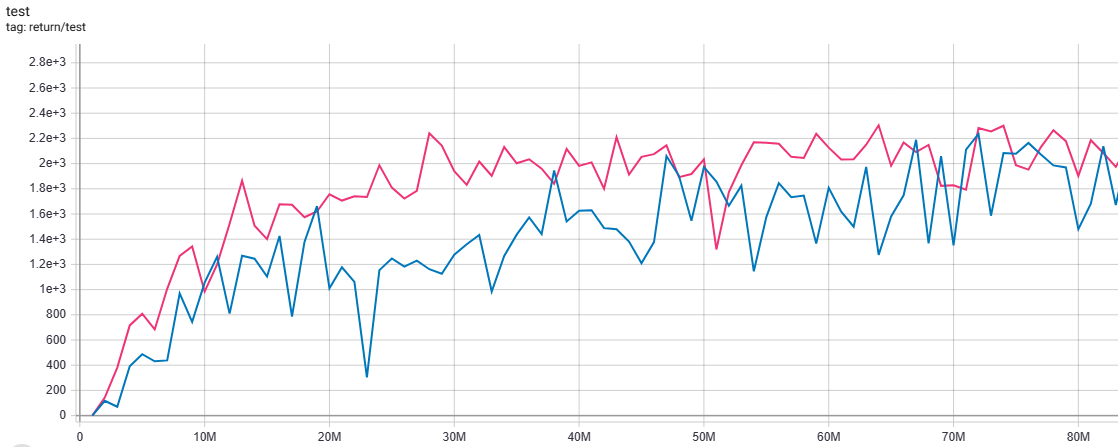 test
tag: return/test
2.8e+3
2.6e+3
2.4e+3
2.2e+3
2e+3
1.8e+3
1.6e+3
1.4e+3
1.2e+3
1e+3
800
600
400
200
0
0 10M 20M 30M 40M 50M 60M 70M 80M